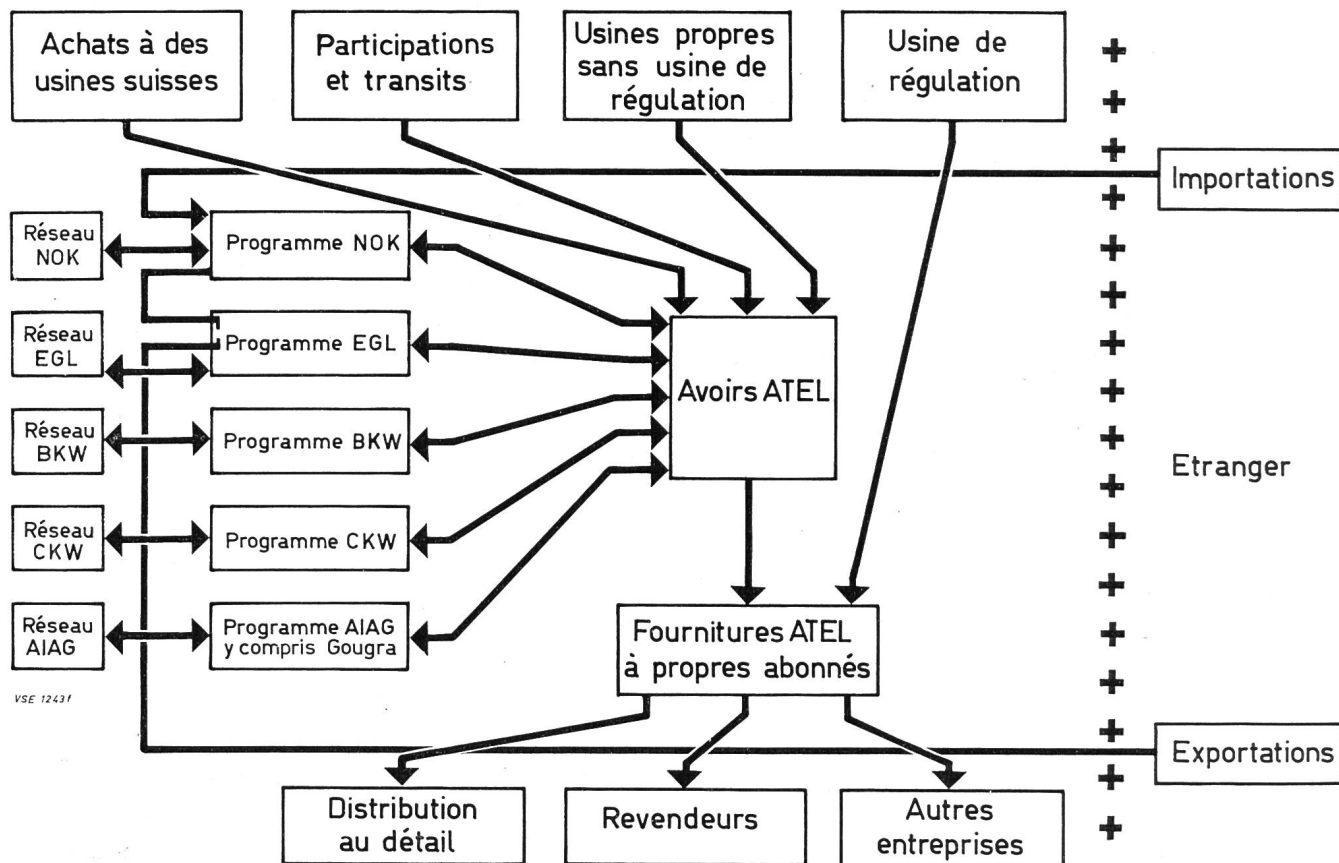 Achats à des
usines suisses
Participations
et transits
Usines propres
sans usine de
régulation
Usine de
régulation
Importations
Réseau
NOK
Programme NOK
Réseau
EGL
Programme EGL
Avoirs ATEL
Réseau
BKW
Programme BKW
Etranger
Réseau
CKW
Programme CKW
Réseau
AIAG
Programme AIAG
y compris Gougra
Fournitures ATEL
à propres abonnés
VSE 1243f
Exportations
Distribution
au détail
Revendeurs
Autres
entreprises